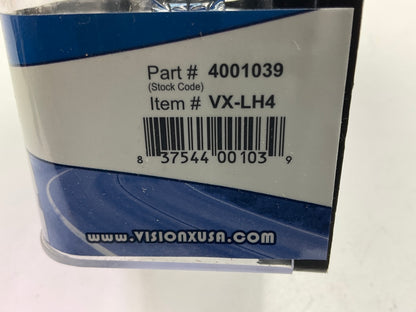 Part # 4001039
(Stock Code)
Item # VX-LH4
8 37544 00103 9
www.VISIONXUSA.com